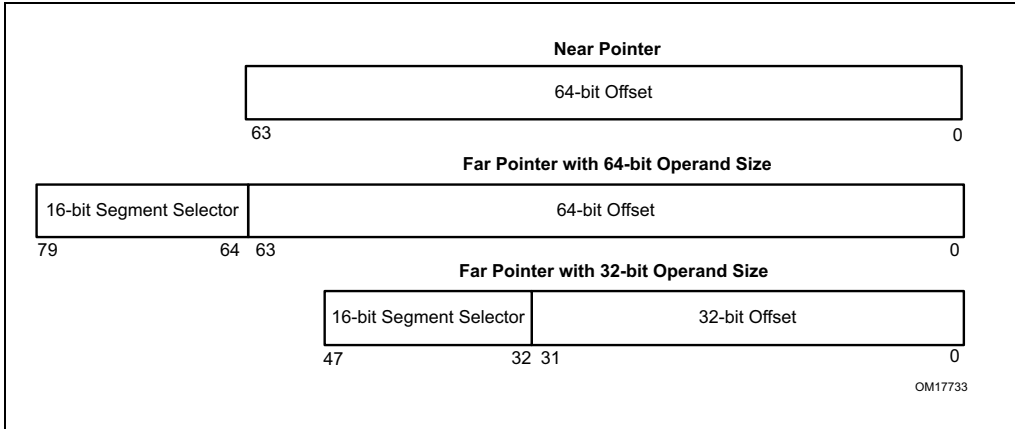 Near Pointer
64-bit Offset
63 0
Far Pointer with 64-bit Operand Size
16-bit Segment Selector 64-bit Offset
79 64 63 0
Far Pointer with 32-bit Operand Size
16-bit Segment Selector 32-bit Offset
47 32 31 0
OM17733